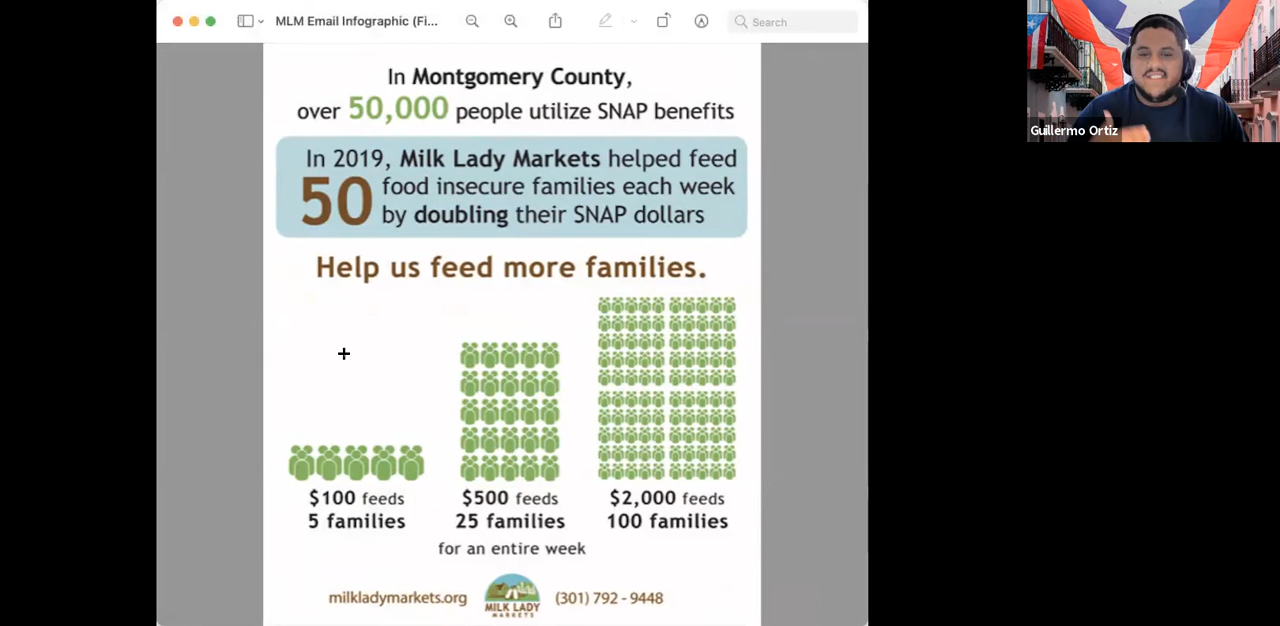 MLM Email Infographic (Fi...
Search
In Montgomery County,
over 50,000 people utilize SNAP benefits
In 2019, Milk Lady Markets helped feed
50 food insecure families each week
by doubling their SNAP dollars
Help us feed more families.
$100 feeds
5 families
$500 feeds
25 families
$2,000 feeds
100 families
for an entire week
milkladymarkets.org
MILK LADY
MARKETS
(301) 792 - 9448
Guillermo Ortiz